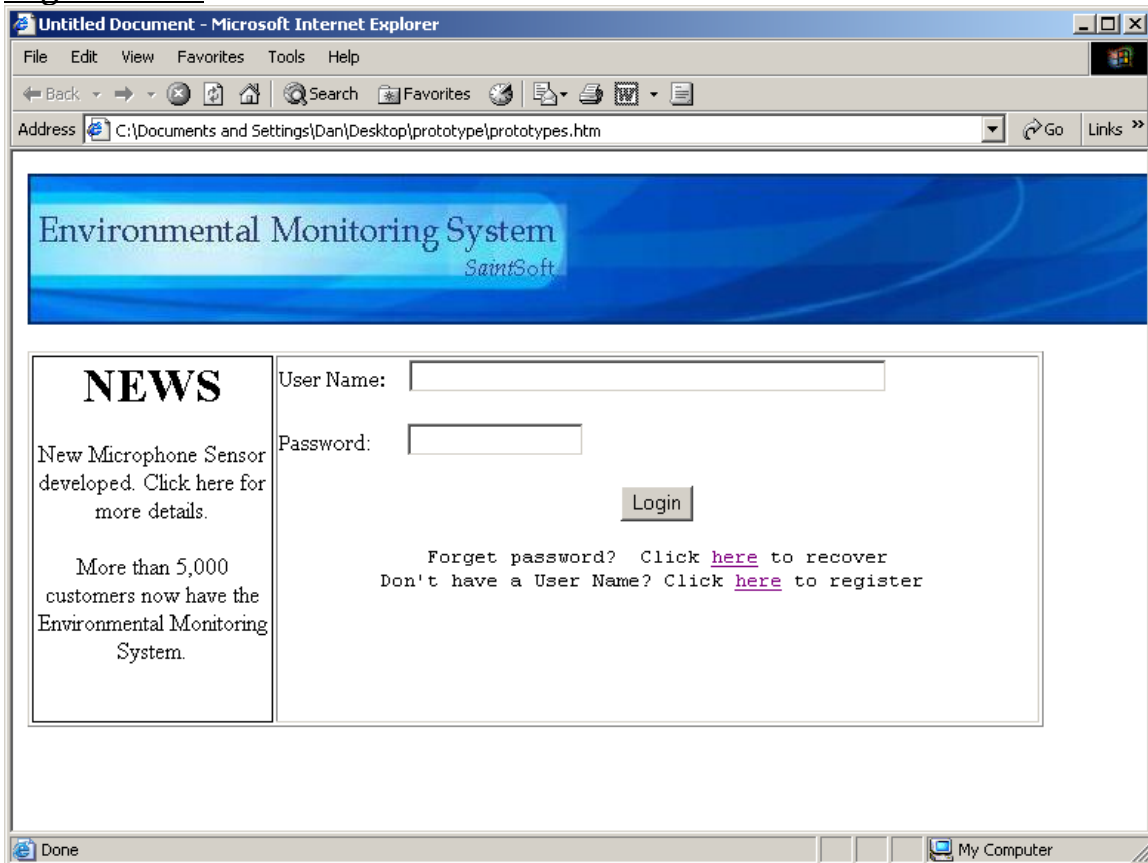 Untitled Document - Microsoft Internet Explorer
File Edit View Favorites Tools Help
Back Search Favorites
Address C:\Documents and Settings\Dan\Desktop\prototype\prototypes.htm Go Links »
Environmental Monitoring System
SaintSoft
NEWS
New Microphone Sensor
developed. Click here for
more details.
More than 5,000
customers now have the
Environmental Monitoring
System.
User Name:
Password:
Login
Forget password? Click here to recover
Don't have a User Name? Click here to register
Done My Computer